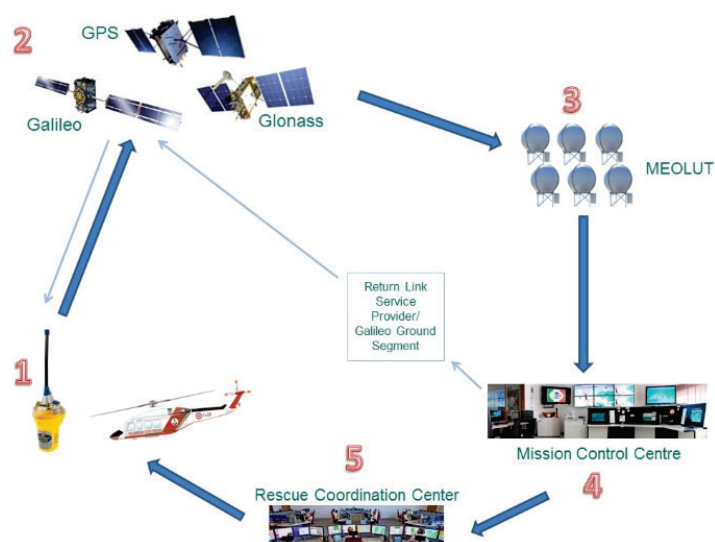 2
GPS
Galileo
Glonass
3
MEOLUT
Return Link
Service
Provider/
Galileo Ground
Segment
1
Mission Control Centre
4
5
Rescue Coordination Center